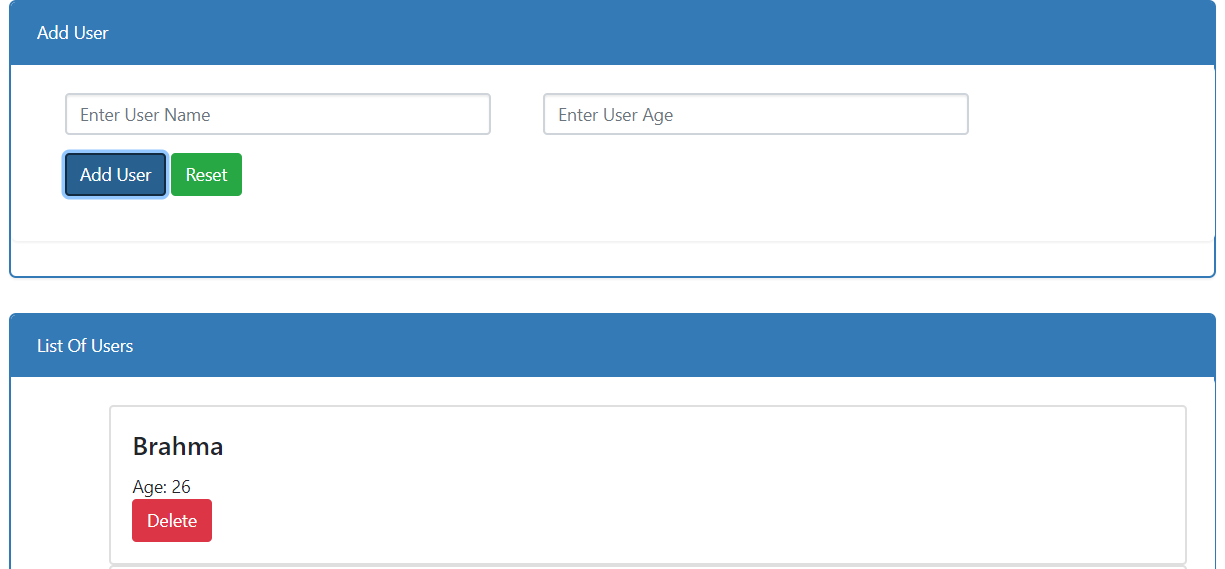 Add User
Enter User Name Enter User Age
Add User Reset
List Of Users
Brahma
Age: 26
Delete